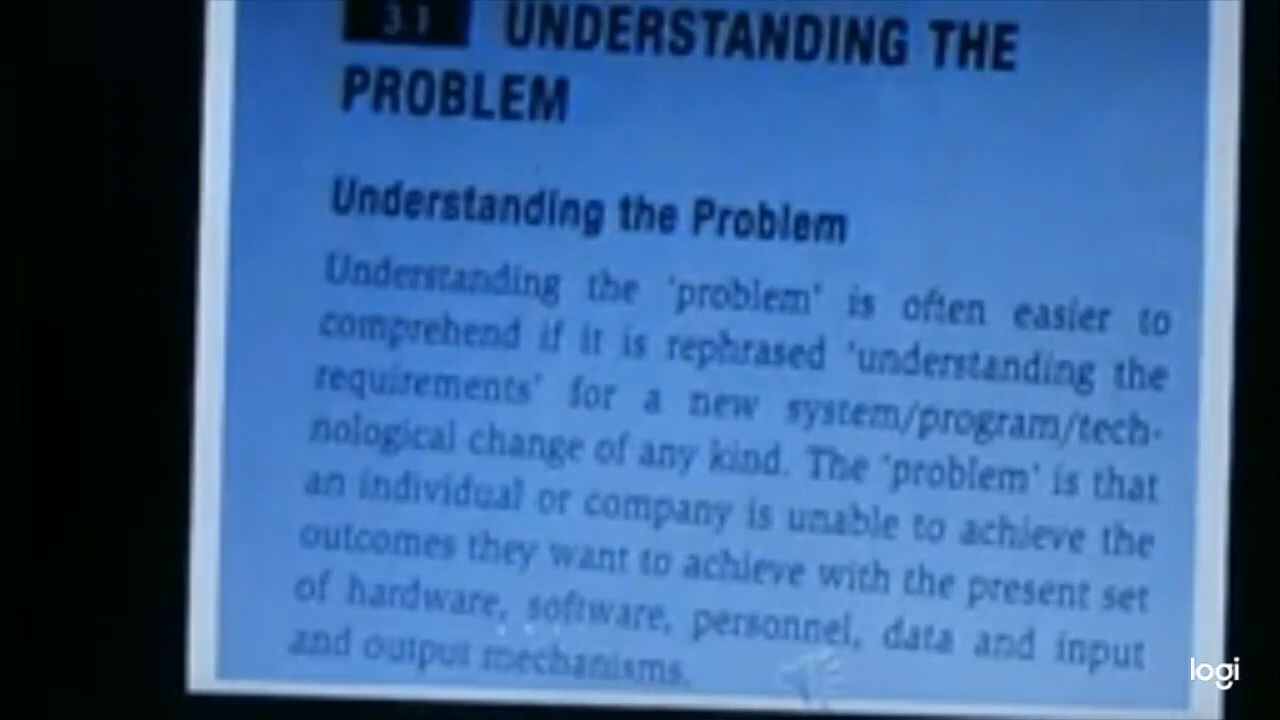 3.1 UNDERSTANDING THE
PROBLEM
Understanding the Problem
Understanding the 'problem' is often easier to
comprehend if it is rephrased 'understanding the
requirements' for a new system/program/tech-
nological change of any kind. The 'problem' is that
an individual or company is unable to achieve the
outcomes they want to achieve with the present set
of hardware, software, personnel, data and input
and output mechanisms.
logi